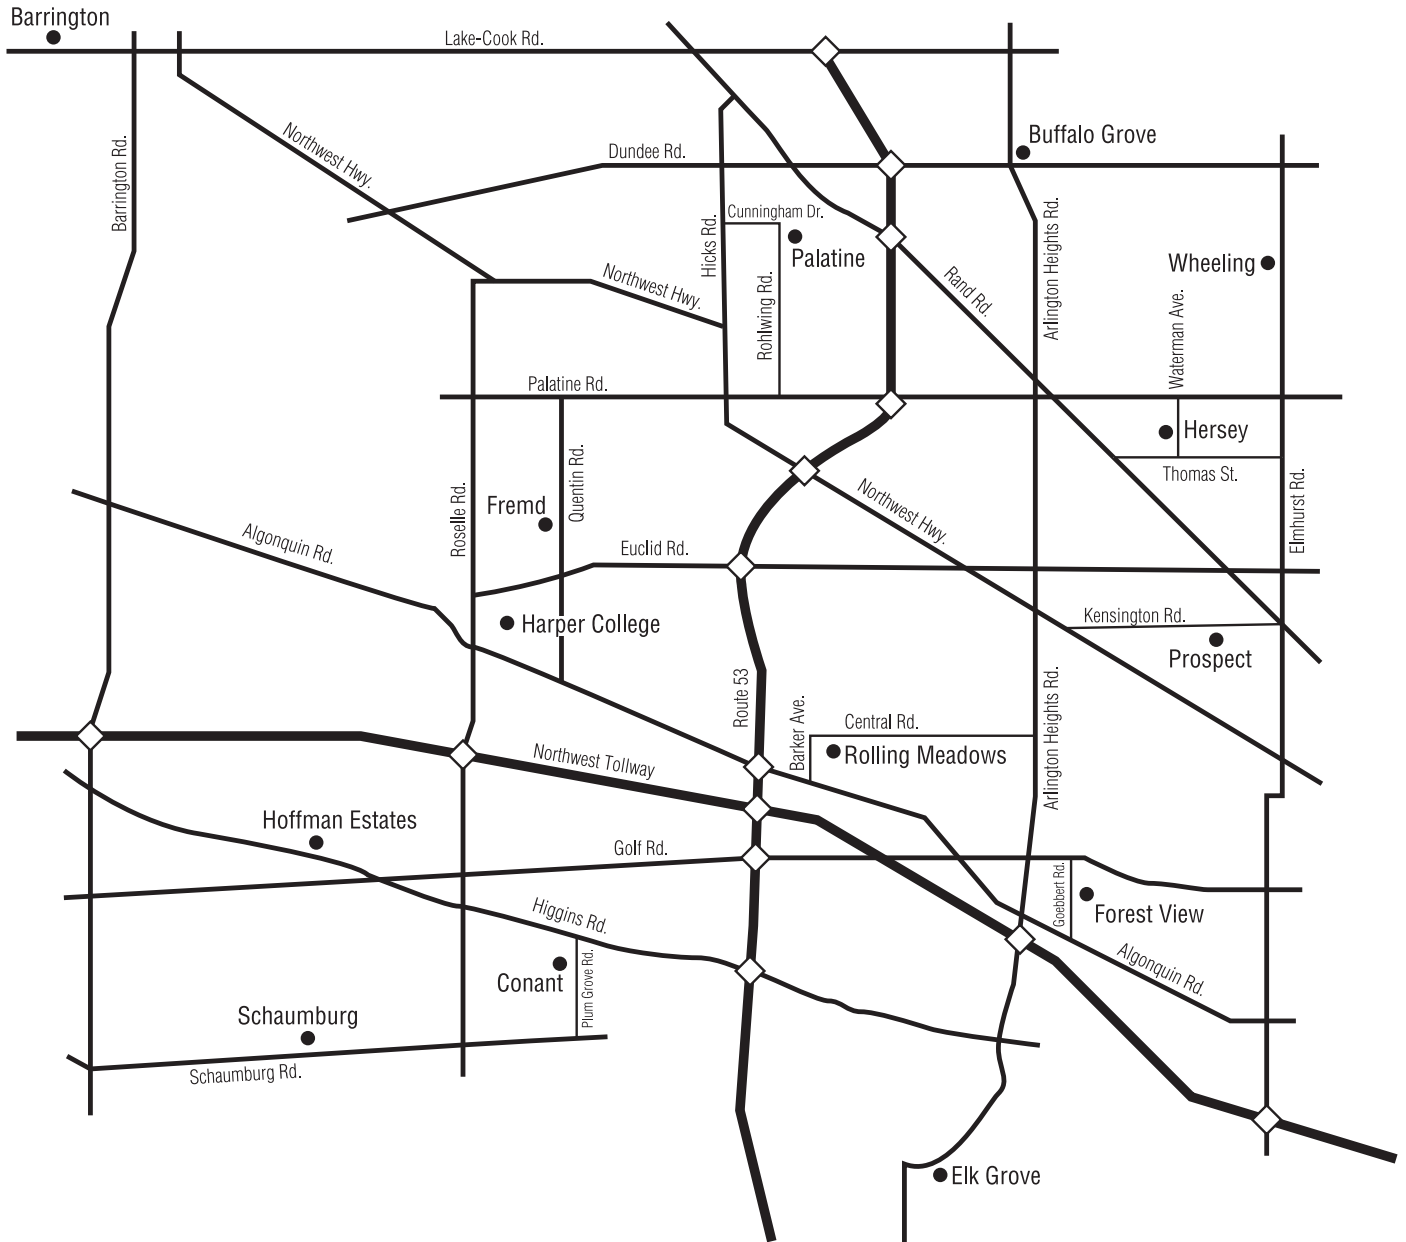 Barrington
Lake-Cook Rd.
Barrington Rd.
Northwest Hwy.
Dundee Rd.
Buffalo Grove
Cunningham Dr.
Hicks Rd.
Palatine
Arlington Heights Rd.
Wheeling
Northwest Hwy.
Rohlwing Rd.
Rand Rd.
Waterman Ave.
Palatine Rd.
Hersey
Thomas St.
Quentin Rd.
Roselle Rd.
Fremd
Northwest Hwy.
Elmhurst Rd.
Algonquin Rd.
Euclid Rd.
Harper College
Kensington Rd.
Prospect
Route 53
Barker Ave.
Central Rd.
Arlington Heights Rd.
Rolling Meadows
Northwest Tollway
Hoffman Estates
Golf Rd.
Goebbert Rd.
Forest View
Higgins Rd.
Algonquin Rd.
Conant
Plum Grove Rd.
Schaumburg
Schaumburg Rd.
Elk Grove